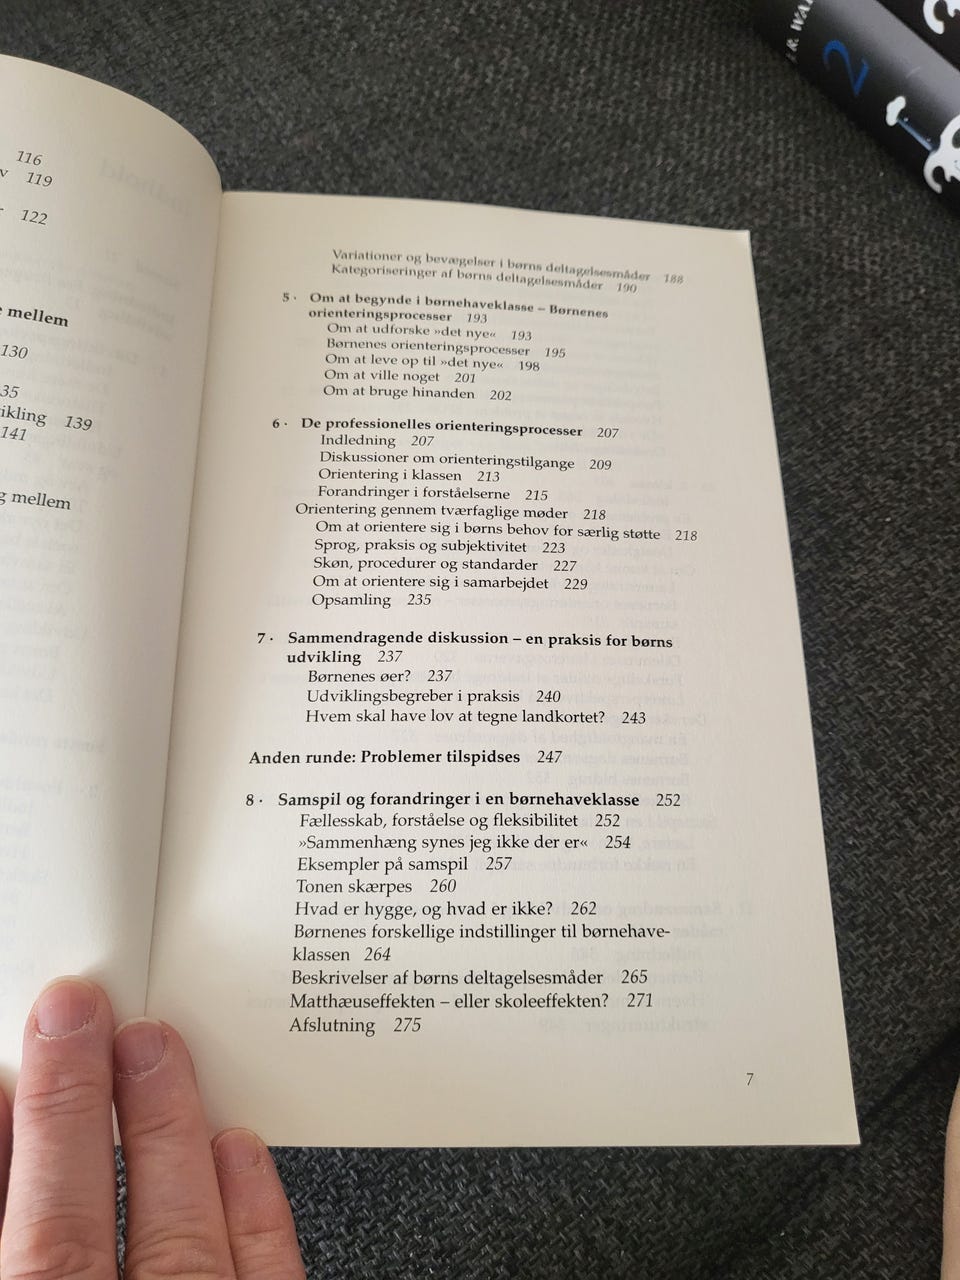 116
119
122
mellem
130
35
ikling 139
141
g mellem
Variationer og bevægelser i børns deltagelsesmåder 188
Kategoriseringer af børns deltagelsesmåder 190
5 · Om at begynde i børnehaveklasse – Børnenes
orienteringsprocesser 193
Om at udforske »det nye« 193
Børnenes orienteringsprocesser 195
Om at leve op til »det nye« 198
Om at ville noget 201
Om at bruge hinanden 202
6 · De professionelles orienteringsprocesser 207
Indledning 207
Diskussioner om orienteringstilgange 209
Orientering i klassen 213
Forandringer i forståelserne 215
Orientering gennem tværfaglige møder 218
Om at orientere sig i børns behov for særlig støtte 218
Sprog, praksis og subjektivitet 223
Skøn, procedurer og standarder 227
Om at orientere sig i samarbejdet 229
Opsamling 235
7 · Sammendragende diskussion – en praksis for børns
udvikling 237
Børnenes øer? 237
Udviklingsbegreber i praksis 240
Hvem skal have lov at tegne landkortet? 243
Anden runde: Problemer tilspidses 247
8 · Samspil og forandringer i en børnehaveklasse 252
Fællesskab, forståelse og fleksibilitet 252
»Sammenhæng synes jeg ikke der er« 254
Eksempler på samspil 257
Tonen skærpes 260
Hvad er hygge, og hvad er ikke? 262
Børnenes forskellige indstillinger til børnehave-
klassen 264
Beskrivelser af børns deltagelsesmåder 265
Matthæuseffekten – eller skoleeffekten? 271
Afslutning 275
7
2
3